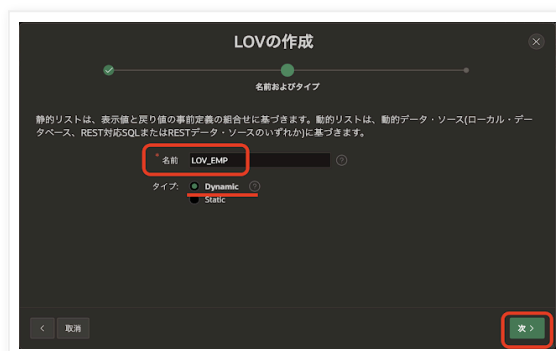 LOVの作成
名前およびタイプ
静的リストは、表示値と戻り値の事前定義の組合せに基づきます。動的リストは、動的データ・ソース(ローカル・デー
タベース、REST対応SQLまたはRESTデータ・ソースのいずれか)に基づきます。
* 名前 LOV_EMP ?
タイプ: Dynamic ?
Static
< 取消 次 >